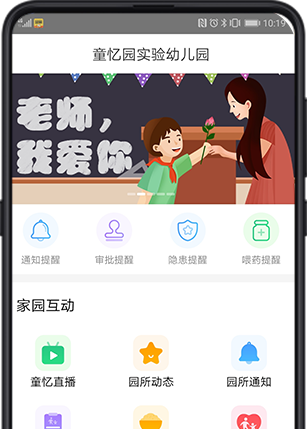 10:19
童忆园实验幼儿园
老师，
我爱你
通知提醒
审批提醒
隐患提醒
喂药提醒
家园互动
童忆直播
园所动态
园所通知